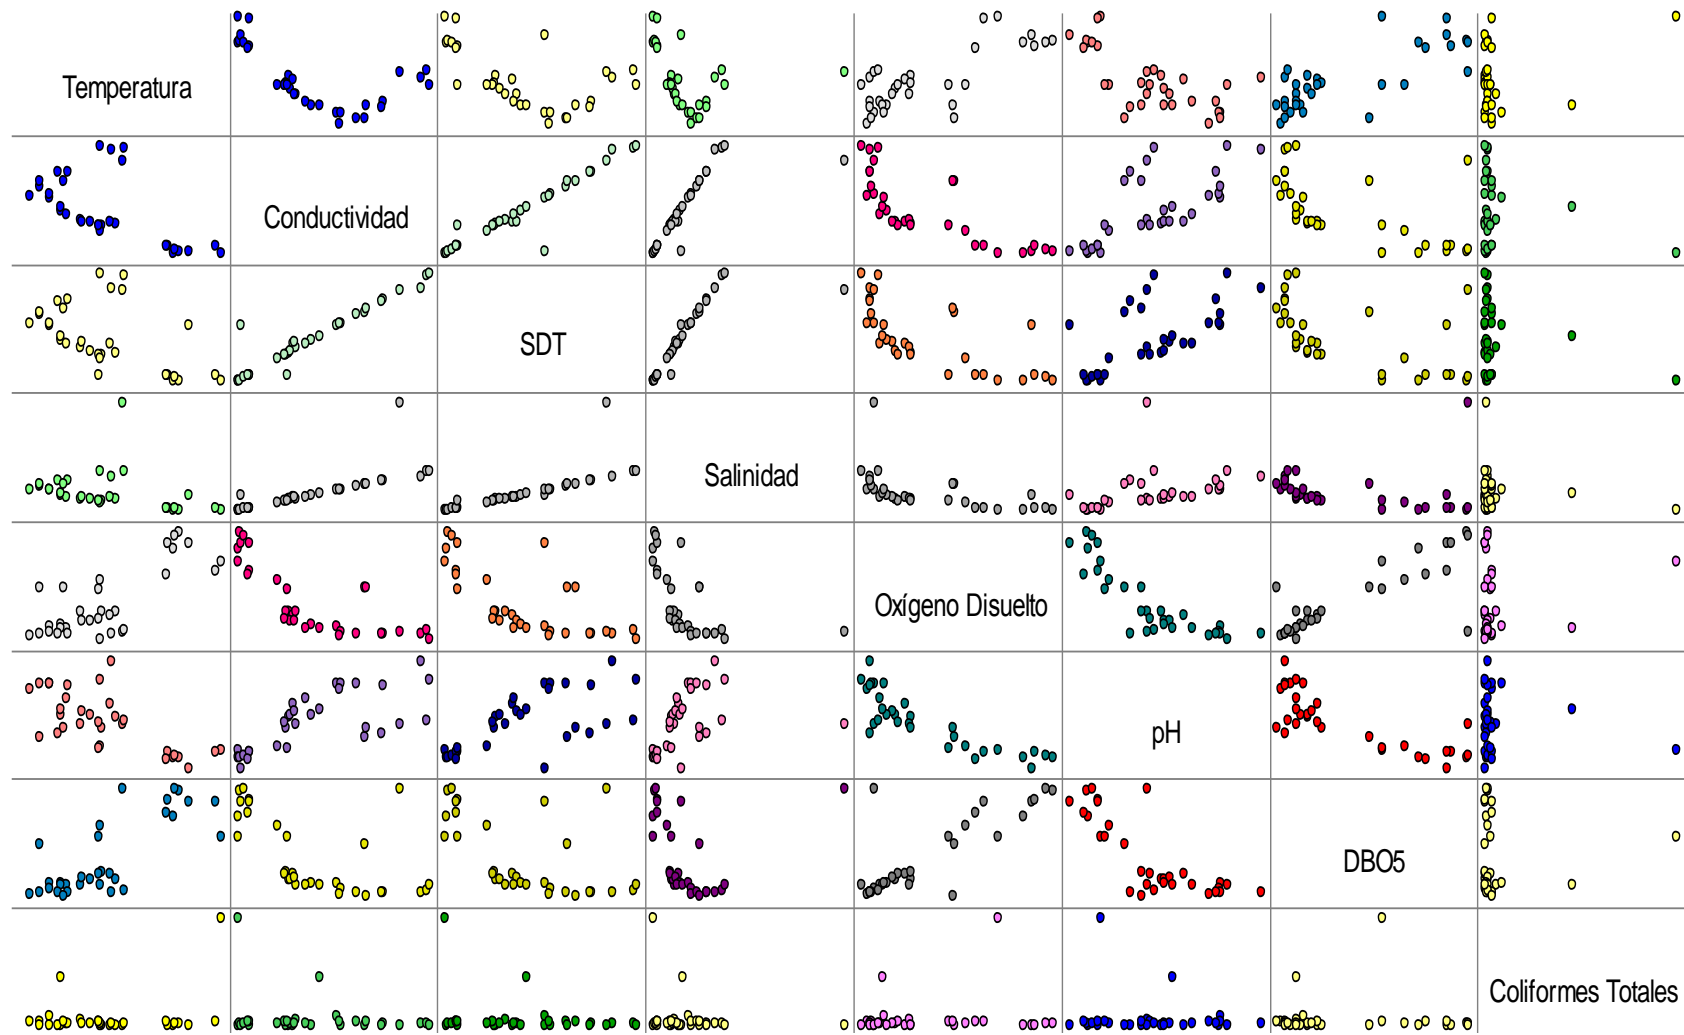 Temperatura
Conductividad
SDT
Salinidad
Oxígeno Disuelto
pH
DBO5
Coliformes Totales